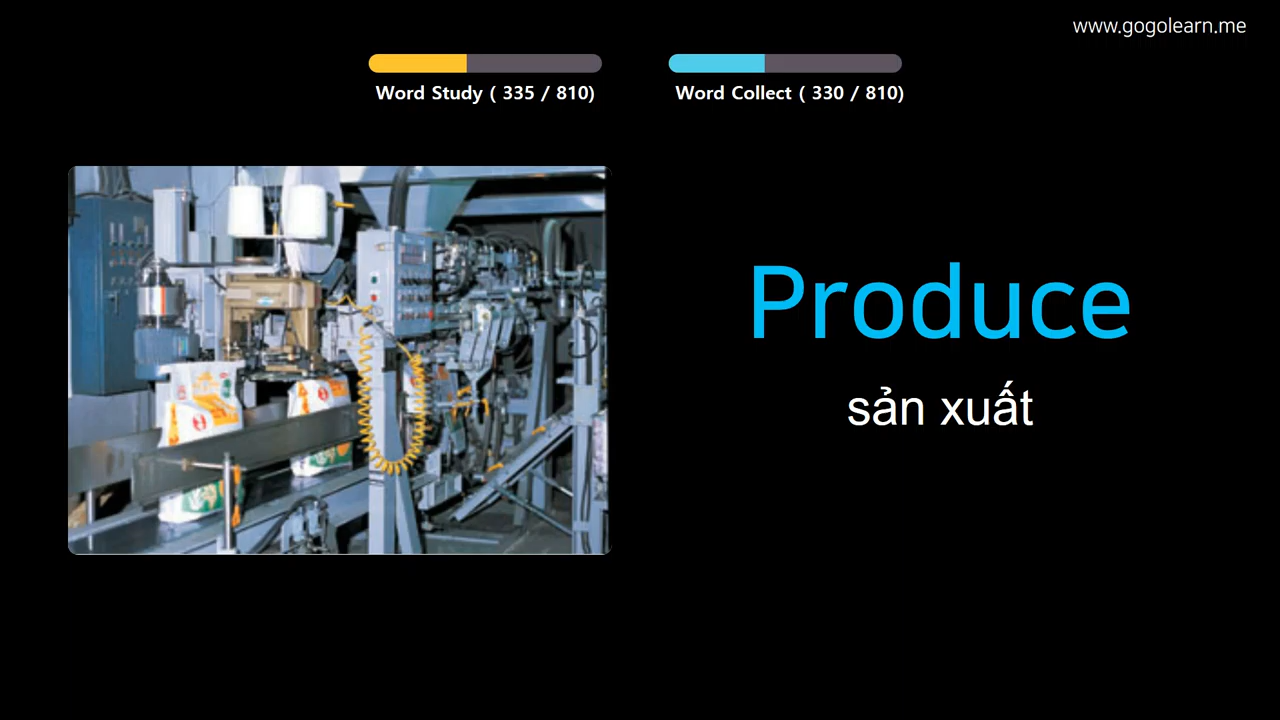 www.gogolearn.me
Word Study ( 335 / 810)
Word Collect ( 330 / 810)
Produce
sản xuất